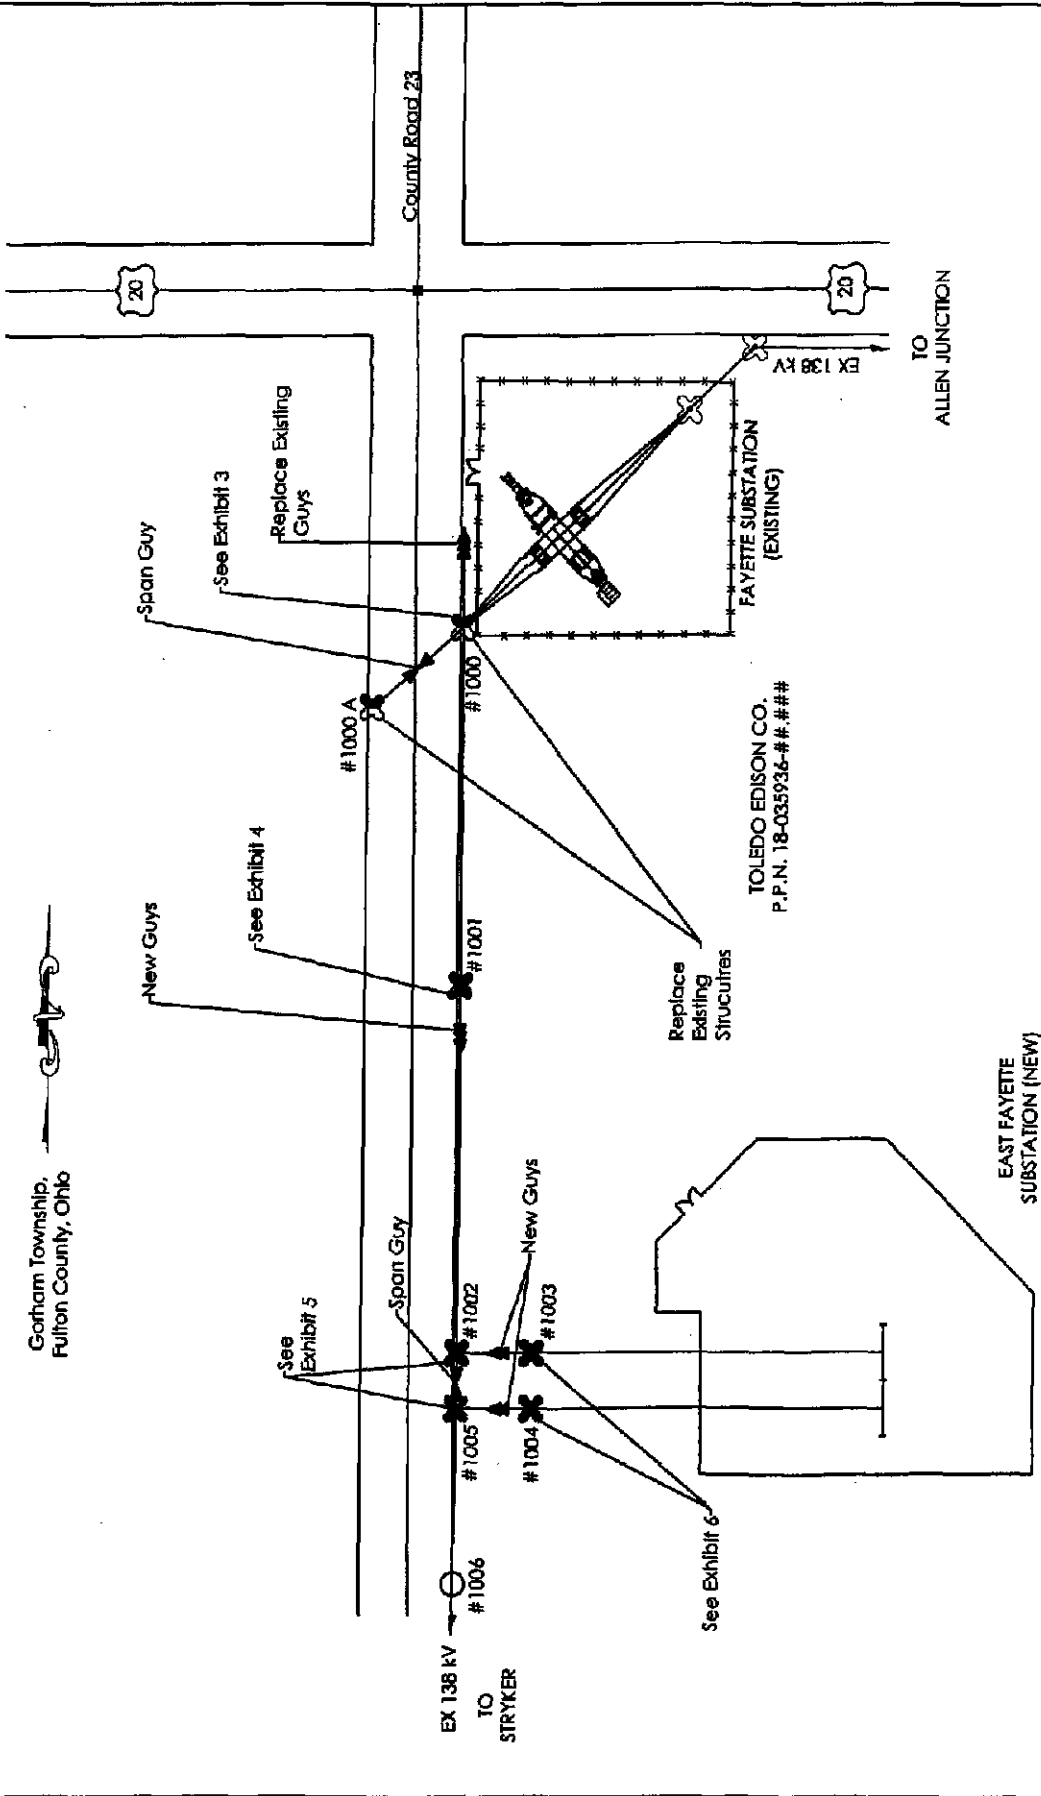 Gorham Township,
Fulton County, Ohio
New Guys
See Exhibit 4
Span Guy
See Exhibit 3
Replace Existing
Guys
20
County Road 23
See
Exhibit 5
Span Guy
#1000 A
#1000
#1001
#1002
#1005
#1003
#1004
New Guys
#1006
EX 138 kV
TO
STRYKER
See Exhibit 6
Replace
Existing
Strucutres
TOLEDO EDISON CO.
P.P.N. 18-035936-##.###
FAYETTE SUBSTATION
(EXISTING)
EX 138 kV
20
TO
ALLEN JUNCTION
EAST FAYETTE
SUBSTATION (NEW)